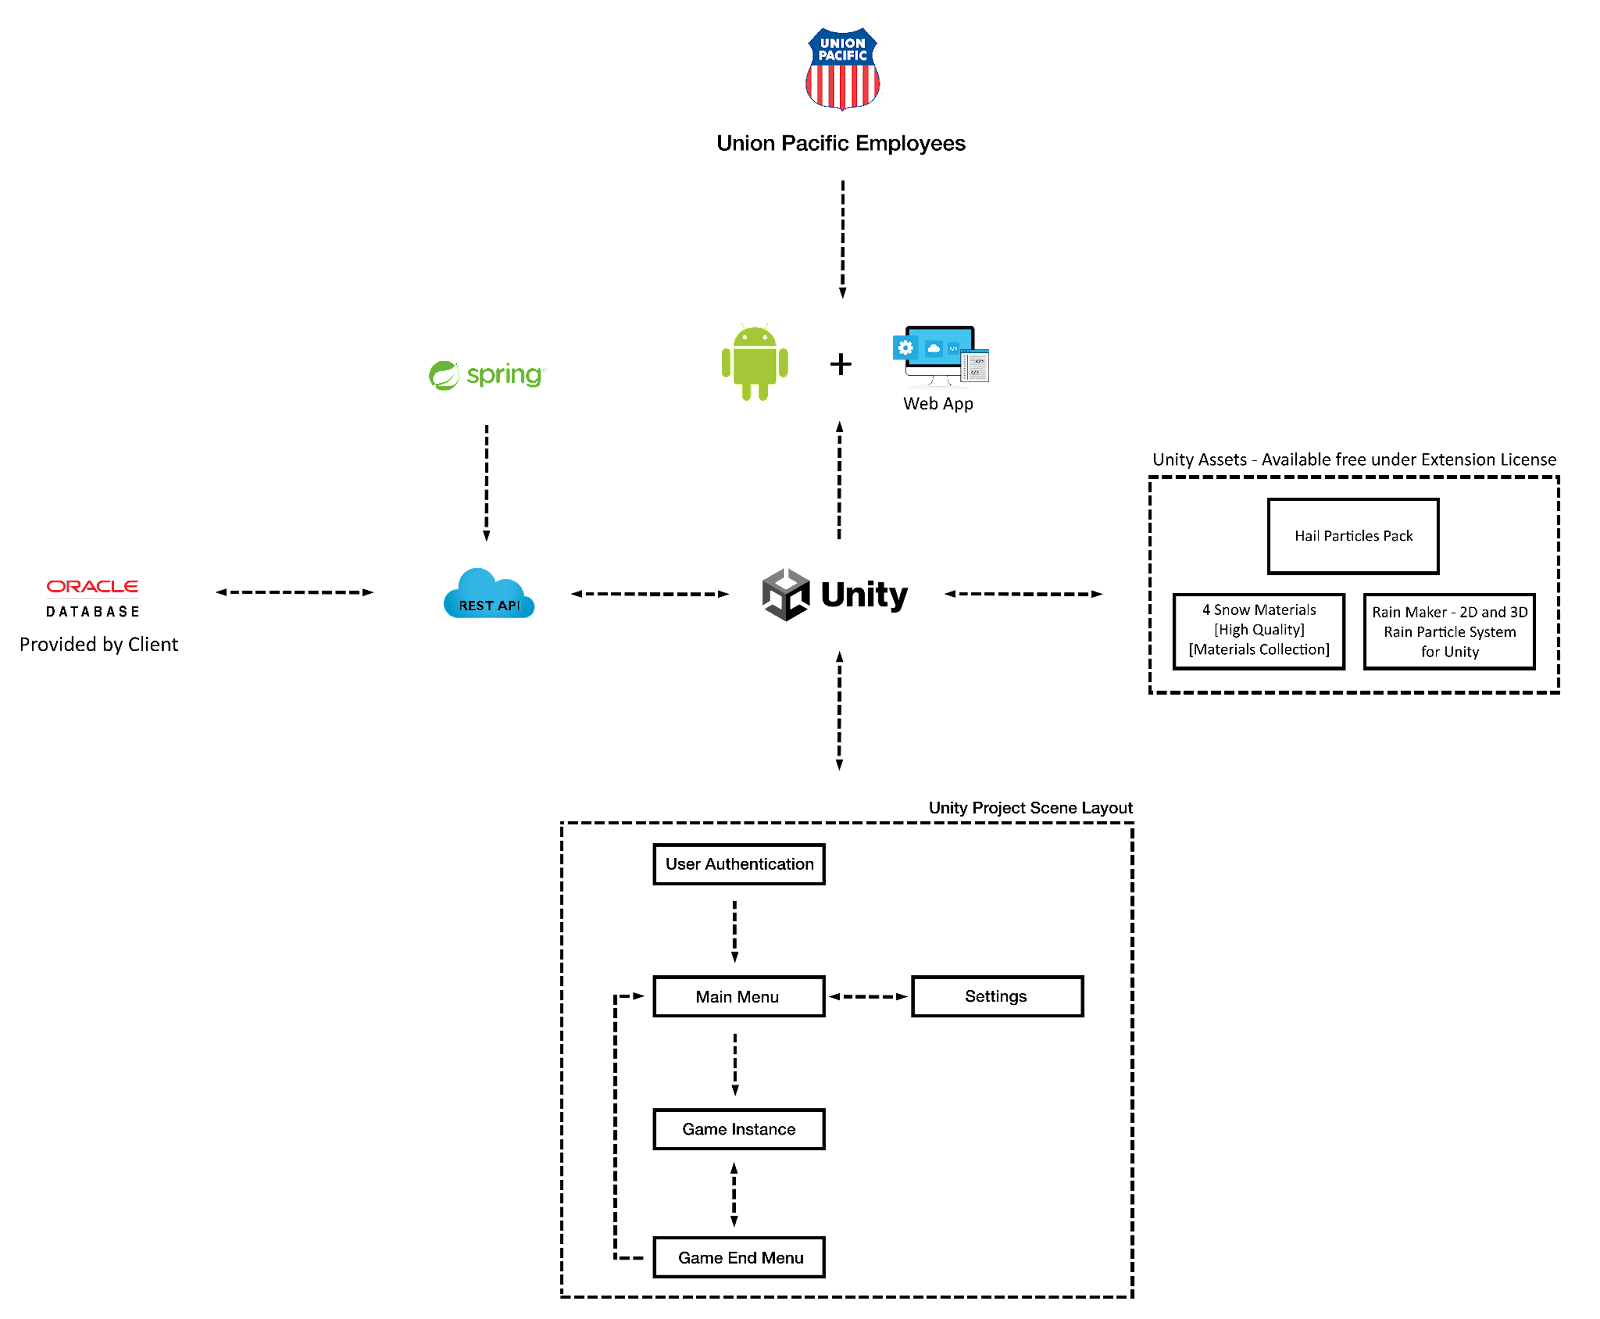 UNION
PACIFIC
Union Pacific Employees
spring
Web App
Unity Assets - Available free under Extension License
Hail Particles Pack
4 Snow Materials
[High Quality]
[Materials Collection]
Rain Maker - 2D and 3D
Rain Particle System
for Unity
ORACLE
DATABASE
Provided by Client
REST API
Unity
Unity Project Scene Layout
User Authentication
Main Menu
Settings
Game Instance
Game End Menu